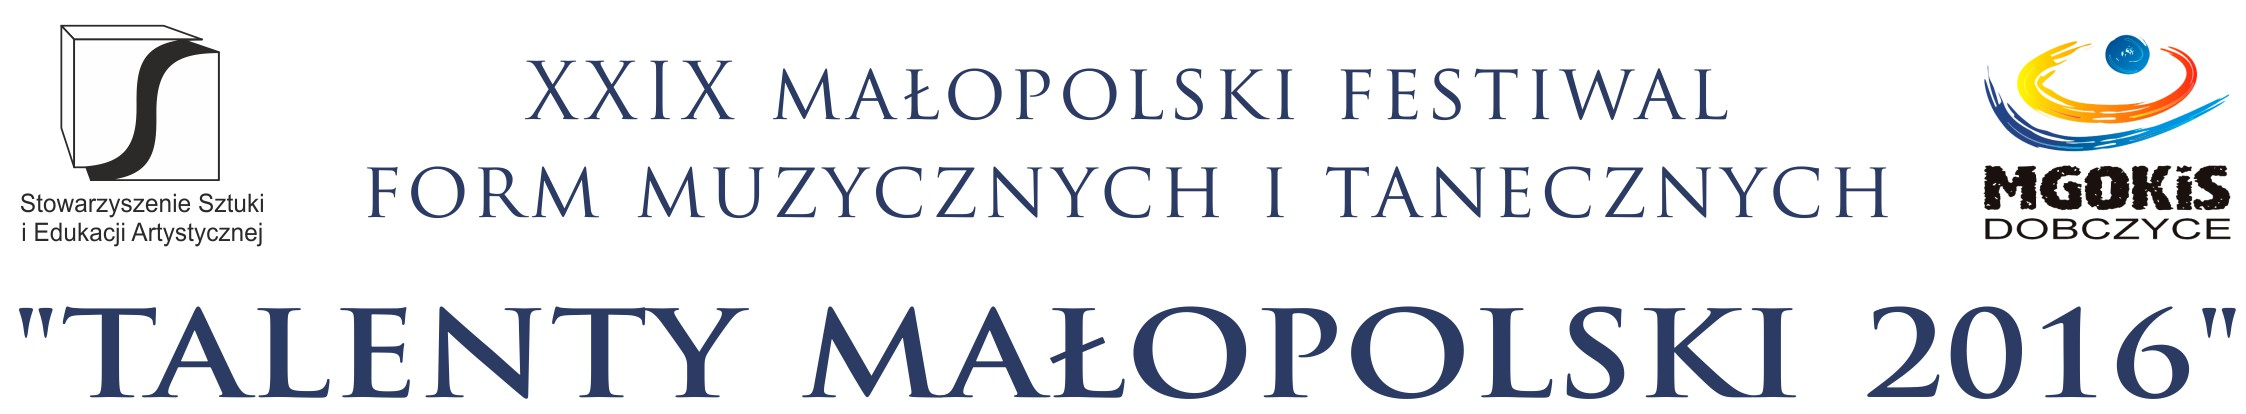 XXIX MAŁOPOLSKI FESTIWAL
FORM MUZYCZNYCH I TANECZNYCH
Stowarzyszenie Sztuki
i Edukacji Artystycznej
MGOKiS
DOBCZYCE
"TALENTY MAŁOPOLSKI 2016"